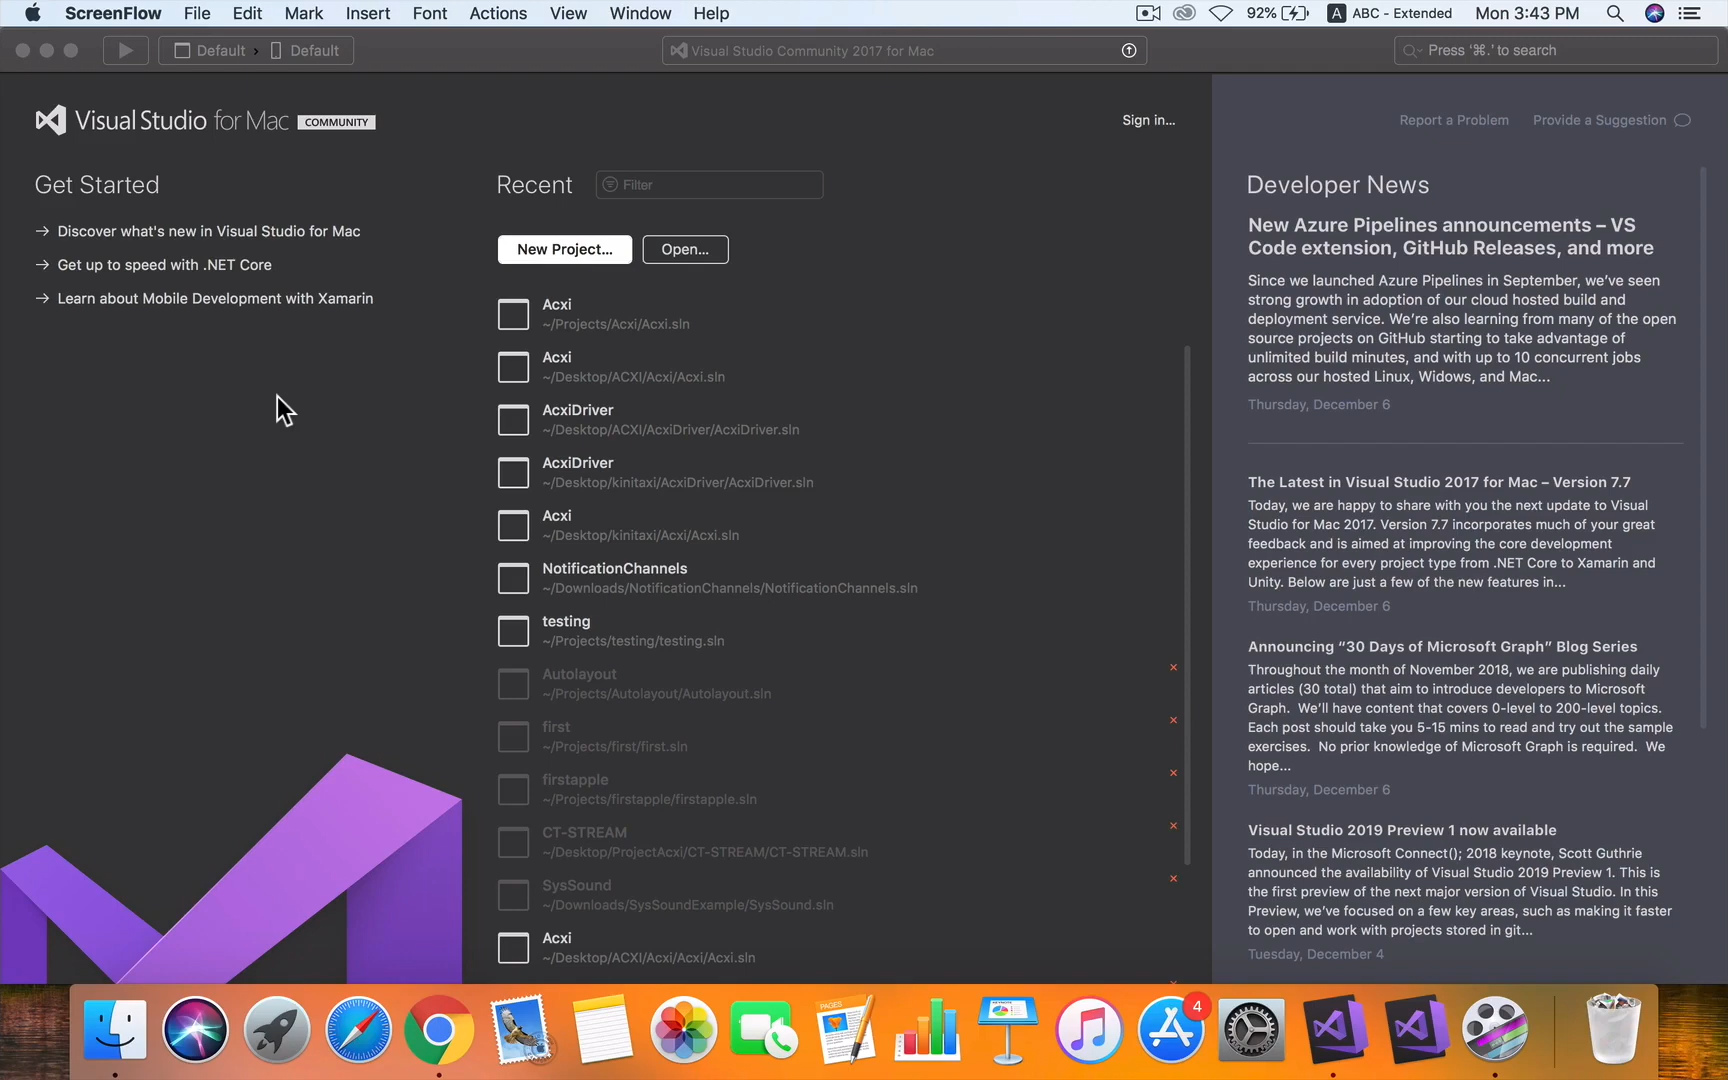 ScreenFlow File Edit Mark Insert Font Actions View Window Help 92% A ABC - Extended Mon 3:43 PM
Default › Default Visual Studio Community 2017 for Mac Press '⌘.' to search
Visual Studio for Mac COMMUNITY
Sign in...
Report a Problem Provide a Suggestion
Get Started
→ Discover what's new in Visual Studio for Mac
→ Get up to speed with .NET Core
→ Learn about Mobile Development with Xamarin
Recent Filter
New Project... Open...
Acxi
~/Projects/Acxi/Acxi.sln
Acxi
~/Desktop/ACXI/Acxi/Acxi.sln
AcxiDriver
~/Desktop/ACXI/AcxiDriver/AcxiDriver.sln
AcxiDriver
~/Desktop/kinitaxi/AcxiDriver/AcxiDriver.sln
Acxi
~/Desktop/kinitaxi/Acxi/Acxi.sln
NotificationChannels
~/Downloads/NotificationChannels/NotificationChannels.sln
testing
~/Projects/testing/testing.sln
Autolayout
~/Projects/Autolayout/Autolayout.sln
first
~/Projects/first/first.sln
firstapple
~/Projects/firstapple/firstapple.sln
CT-STREAM
~/Desktop/ProjectAcxi/CT-STREAM/CT-STREAM.sln
SysSound
~/Downloads/SysSoundExample/SysSound.sln
Acxi
~/Desktop/ACXI/Acxi/Acxi/Acxi.sln
Developer News
New Azure Pipelines announcements – VS
Code extension, GitHub Releases, and more
Since we launched Azure Pipelines in September, we've seen
strong growth in adoption of our cloud hosted build and
deployment service. We're also learning from many of the open
source projects on GitHub starting to take advantage of
unlimited build minutes, and with up to 10 concurrent jobs
across our hosted Linux, Widows, and Mac...
Thursday, December 6
The Latest in Visual Studio 2017 for Mac – Version 7.7
Today, we are happy to share with you the next update to Visual
Studio for Mac 2017. Version 7.7 incorporates much of your great
feedback and is aimed at improving the core development
experience for every project type from .NET Core to Xamarin and
Unity. Below are just a few of the new features in...
Thursday, December 6
Announcing “30 Days of Microsoft Graph” Blog Series
Throughout the month of November 2018, we are publishing daily
articles (30 total) that aim to introduce developers to Microsoft
Graph. We'll have content that covers 0-level to 200-level topics.
Each post should take you 5-15 mins to read and try out the sample
exercises. No prior knowledge of Microsoft Graph is required. We
hope...
Thursday, December 6
Visual Studio 2019 Preview 1 now available
Today, in the Microsoft Connect(); 2018 keynote, Scott Guthrie
announced the availability of Visual Studio 2019 Preview 1. This is
the first preview of the next major version of Visual Studio. In this
Preview, we've focused on a few key areas, such as making it faster
to open and work with projects stored in git...
Tuesday, December 4
PAGES
4